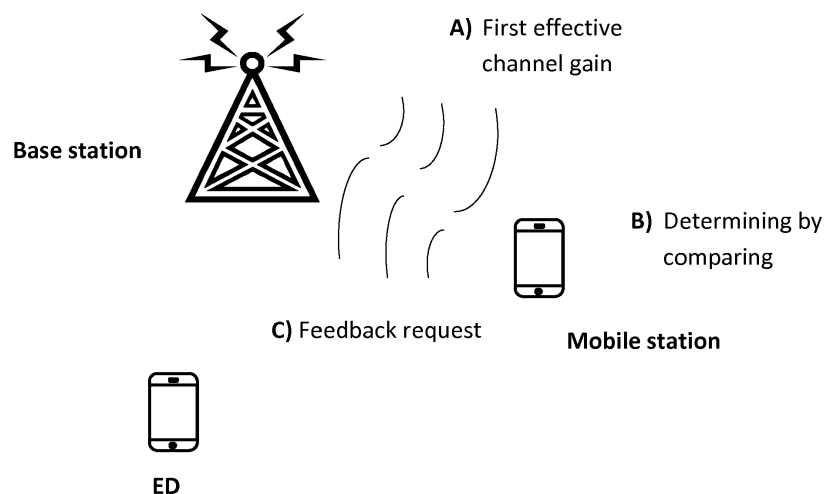 A) First effective
channel gain
Base station
B) Determining by
comparing
C) Feedback request
Mobile station
ED